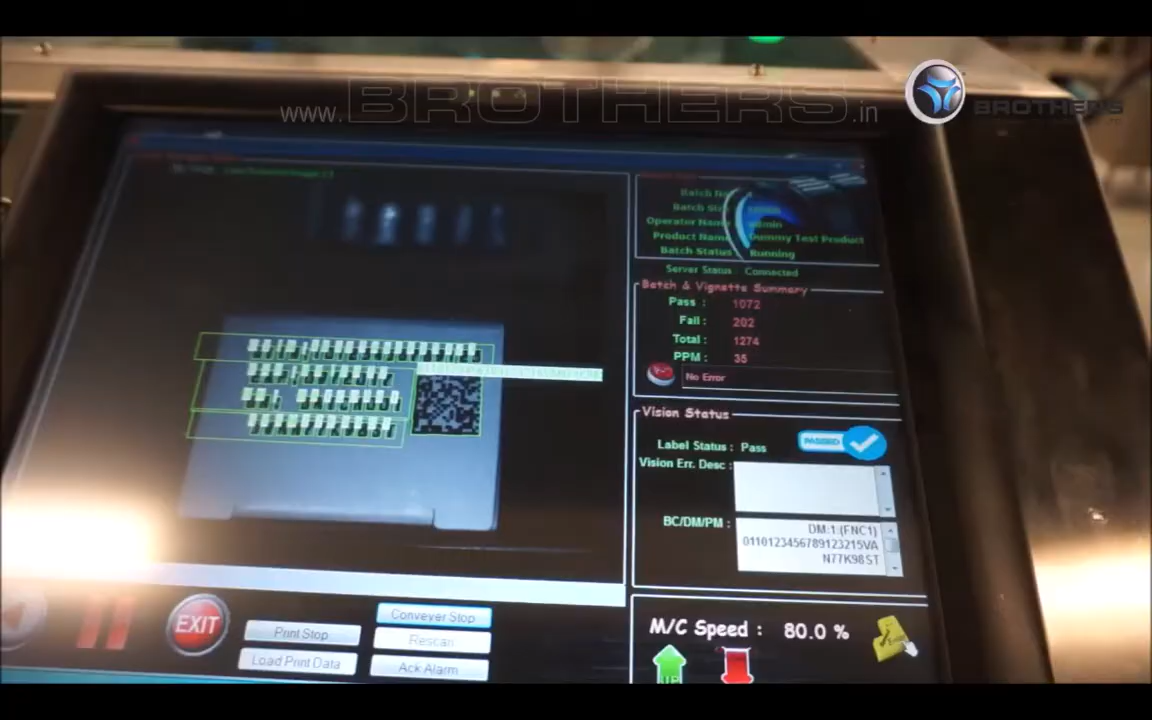 www.BROTHERS.in
BROTHERS
Batch
Batch
Operator Name
admin
Product Name
Dummy Test Product
Batch Status
Running
Server Status : Connected
Batch & Vignette Summary
Pass : 1072
Fail : 202
Total : 1274
PPM : 35
No Error
Vision Status
Label Status : Pass
PASSED
Vision Err. Desc :
BC/DM/PM :
DM:1:(FNC1)
0110123456789123215VA
N77K98ST
EXIT
Print Stop
Conveyer Stop
Rescan
Load Print Data
Ack Alarm
M/C Speed : 80.0 %
UP